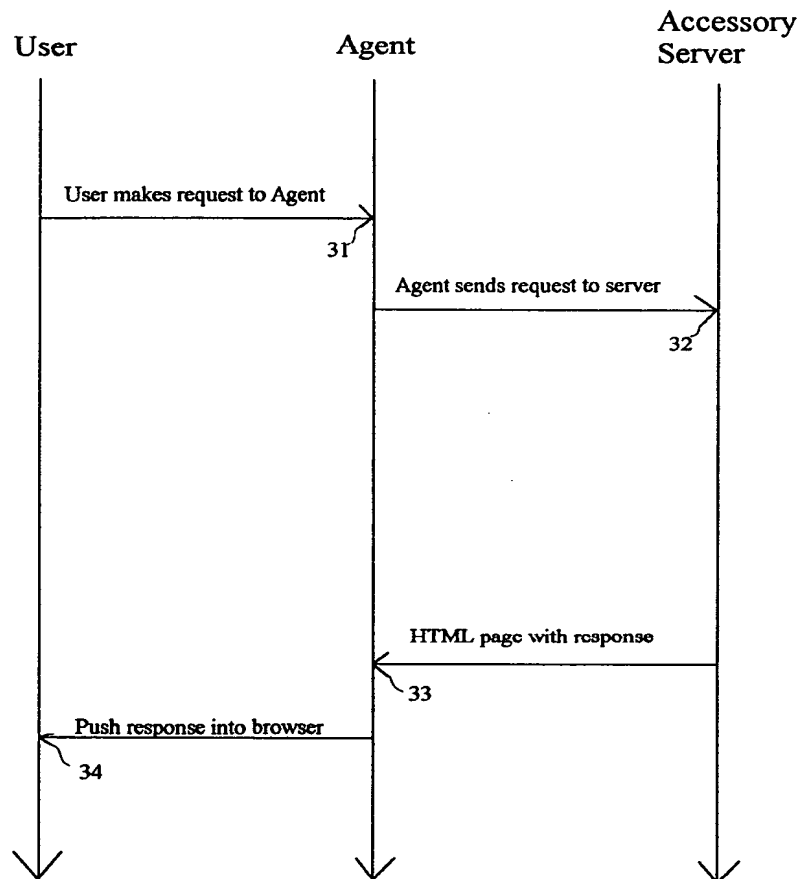 User
Agent
Accessory
Server
User makes request to Agent
31
Agent sends request to server
32
HTML page with response
33
Push response into browser
34